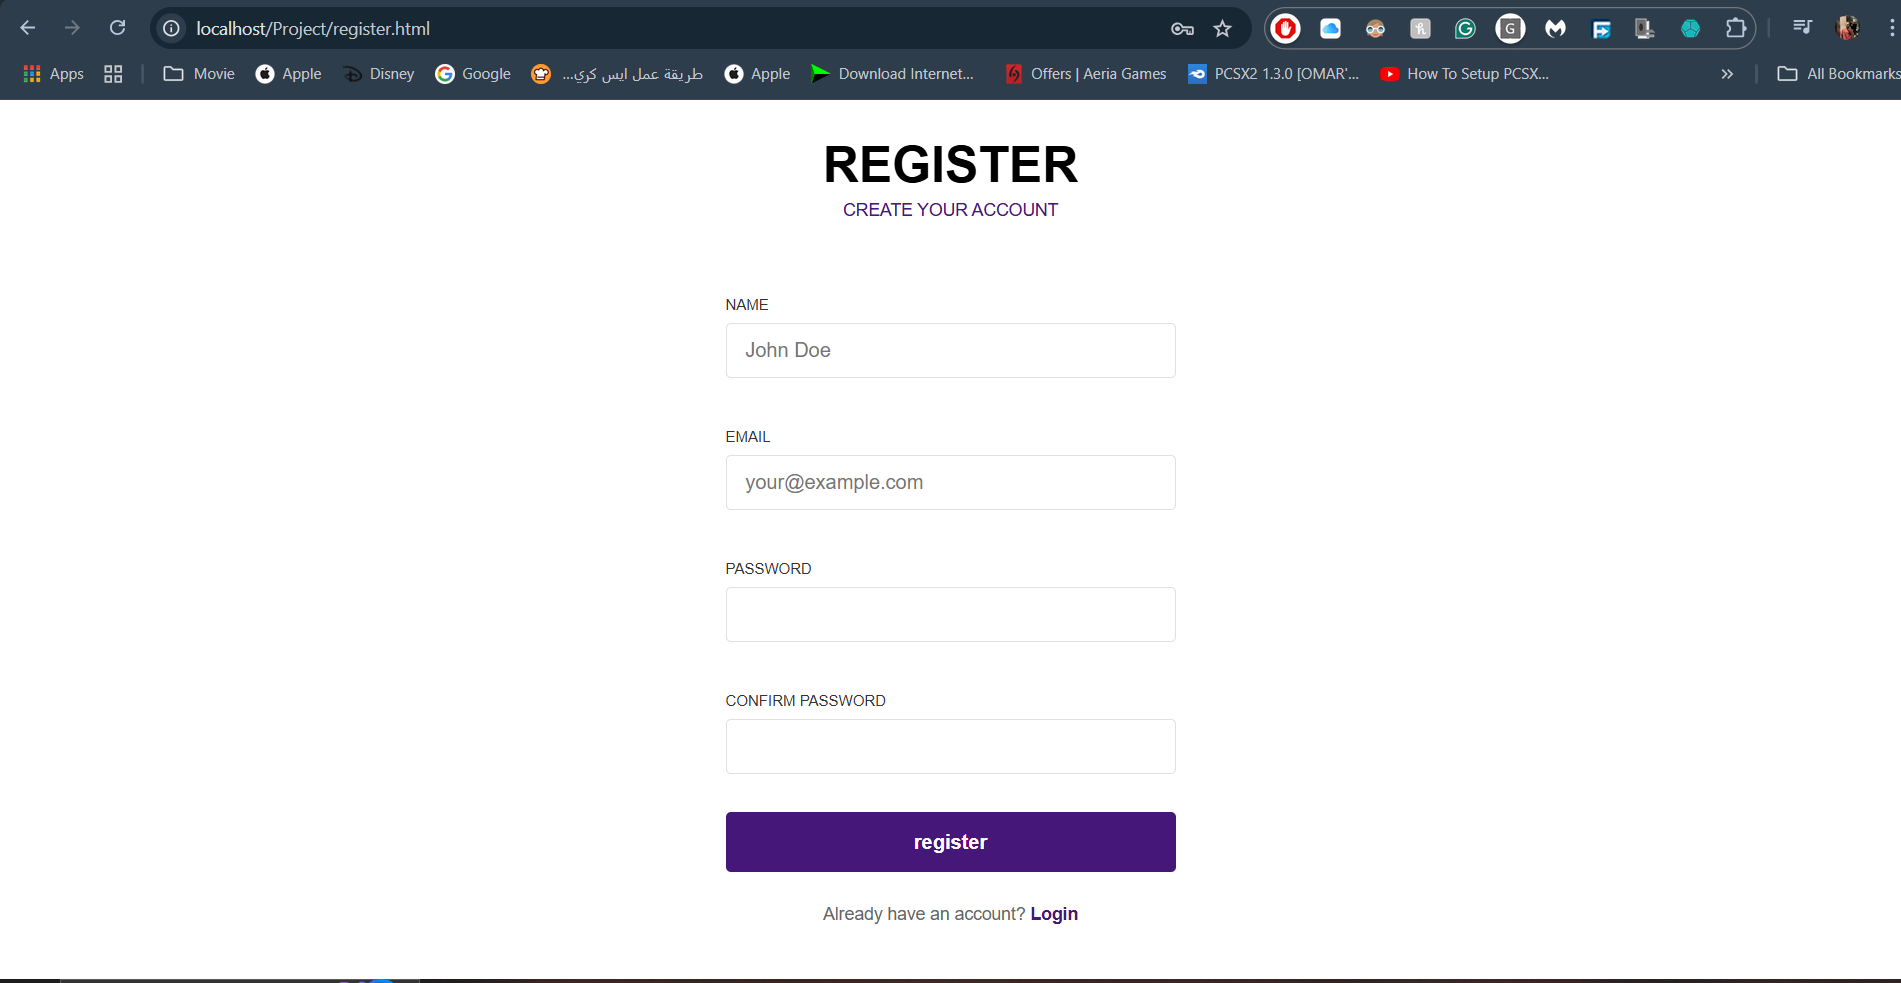 localhost/Project/register.html
Apps
Movie
Apple
Disney
Google
طريقة عمل ايس كري...
Apple
Download Internet...
Offers | Aeria Games
PCSX2 1.3.0 [OMAR'...
How To Setup PCSX...
»
All Bookmarks
REGISTER
CREATE YOUR ACCOUNT
NAME
John Doe
EMAIL
your@example.com
PASSWORD
CONFIRM PASSWORD
register
Already have an account? Login